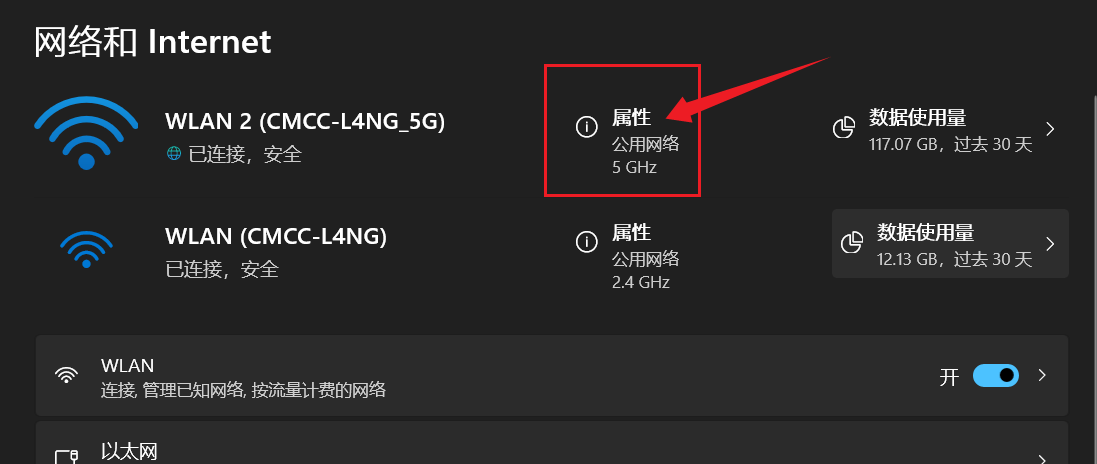 网络和 Internet
WLAN 2 (CMCC-L4NG_5G)
已连接，安全
属性
公用网络
5 GHz
数据使用量
117.07 GB，过去 30 天
WLAN (CMCC-L4NG)
已连接，安全
属性
公用网络
2.4 GHz
数据使用量
12.13 GB，过去 30 天
WLAN
连接, 管理已知网络, 按流量计费的网络
开
以太网